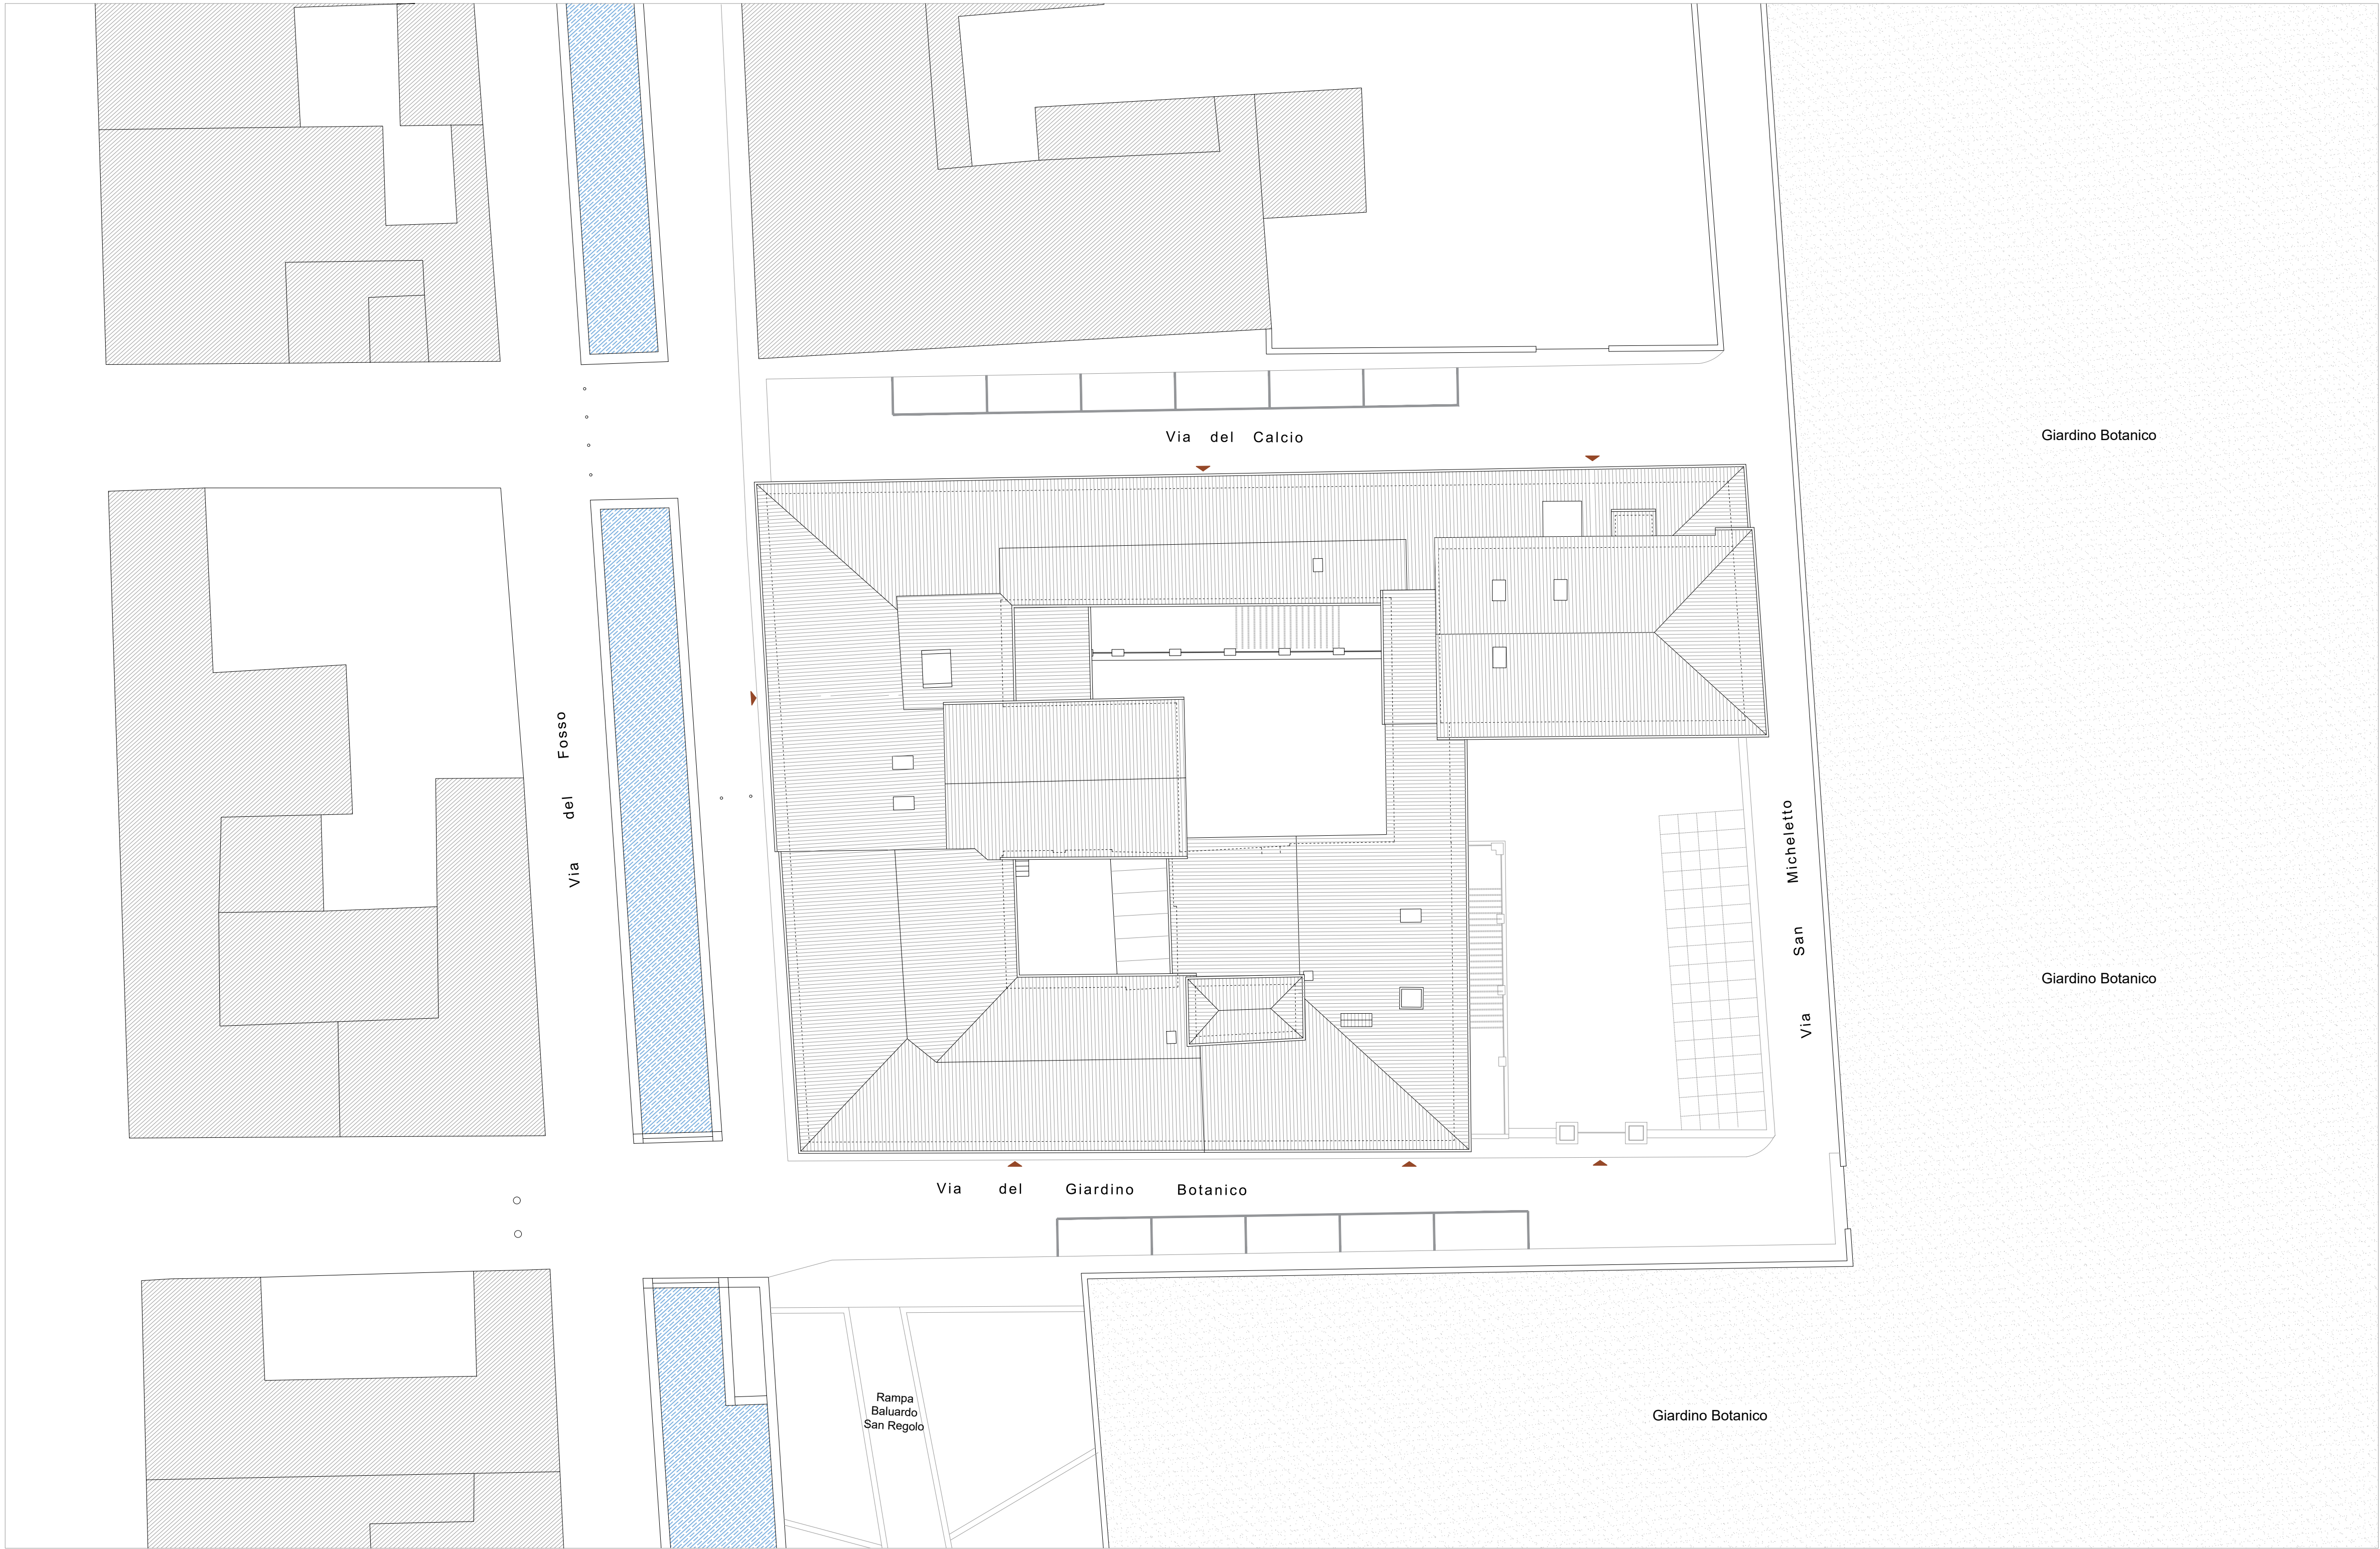 Via del Calcio
Giardino Botanico
Via del Fosso
Via San Micheletto
Giardino Botanico
Via del Giardino Botanico
Rampa
Baluardo
San Regolo
Giardino Botanico